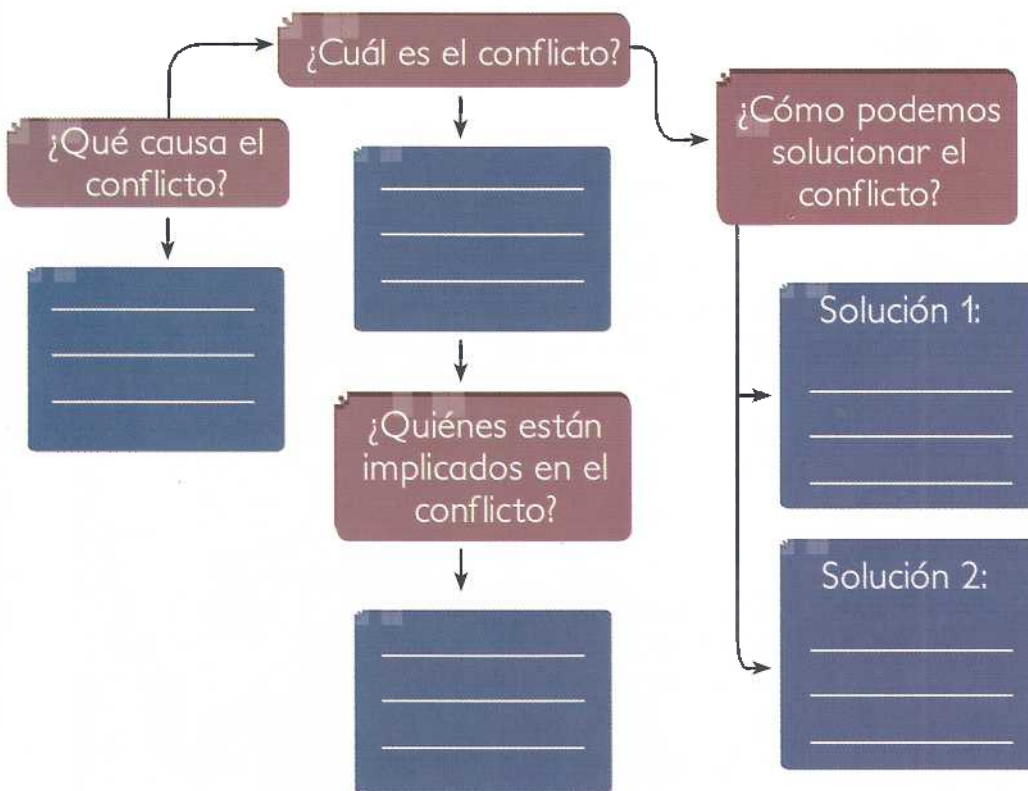 ¿Cuál es el conflicto?
¿Qué causa el
conflicto?
¿Cómo podemos
solucionar el
conflicto?
¿Quiénes están
implicados en el
conflicto?
Solución 1:
Solución 2: